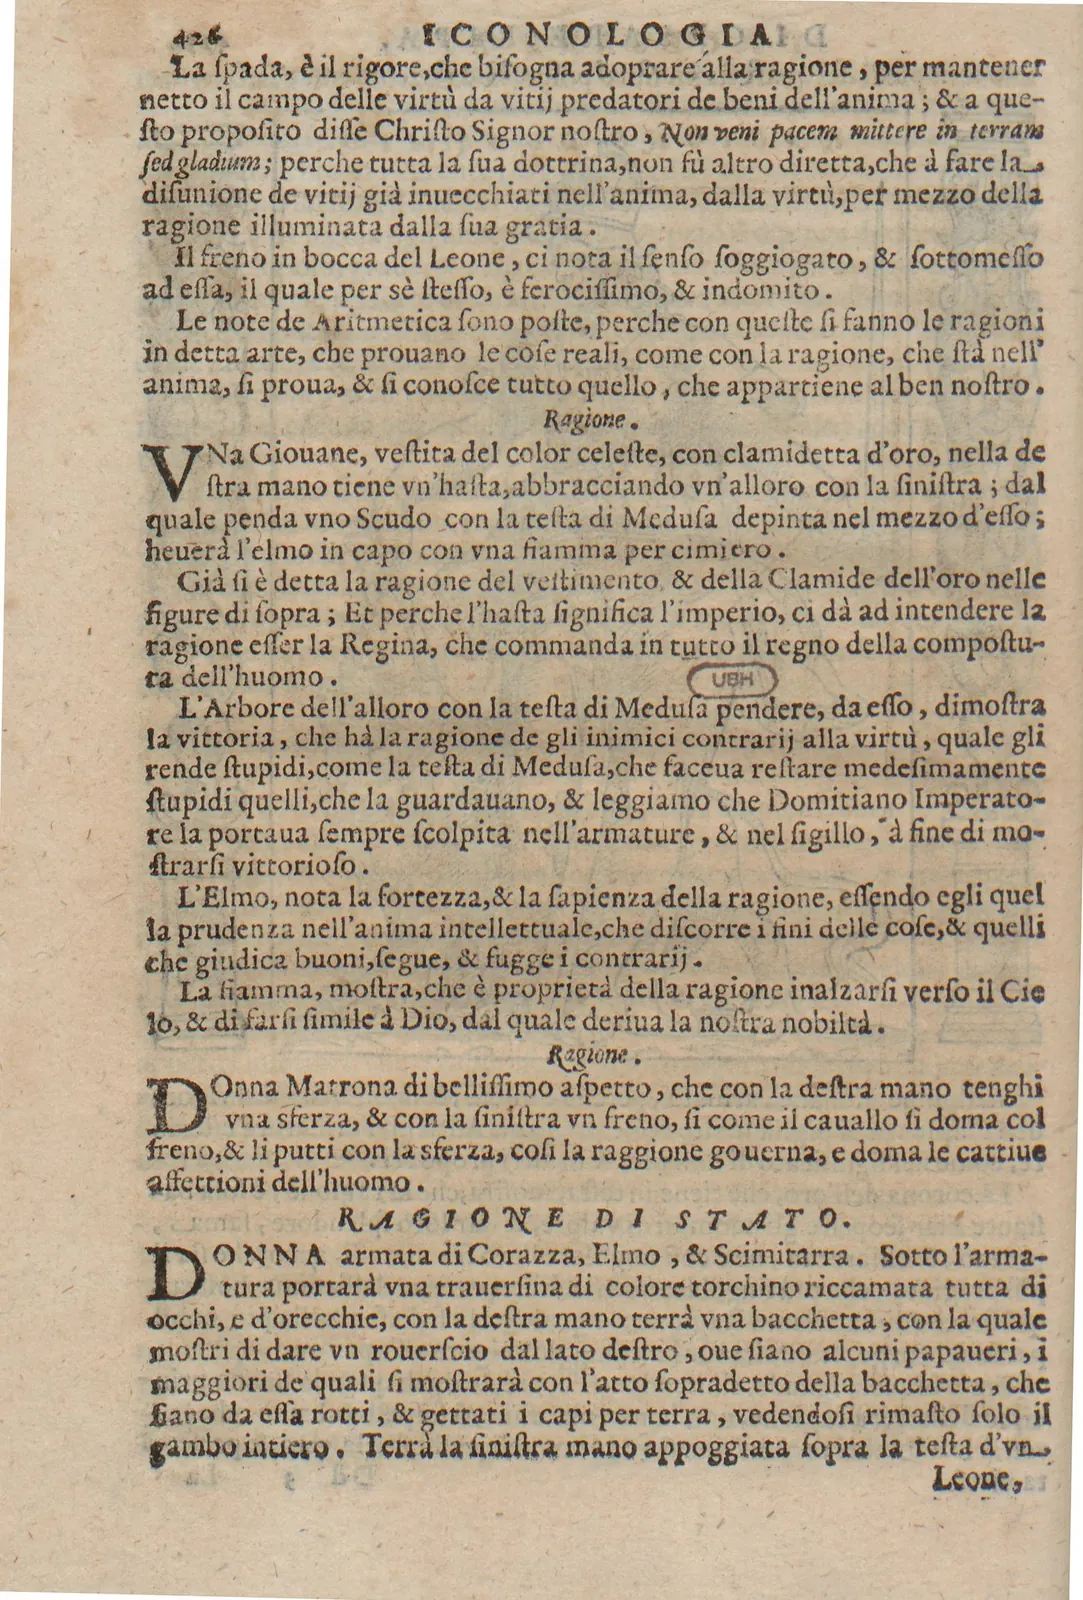 426 ICONOLOGIA
La ſpada, è il rigore,che biſogna adoprare alla ragione, per mantener
netto il campo delle virtù da vitij predatori de beni dell'anima; & a que-
ſto propoſito diſſe Chriſto Signor noſtro, Non veni pacem mittere in terram
ſed gladium; perche tutta la ſua dottrina,non fù altro diretta,che à fare la
diſunione de vitij già inuecchiati nell'anima, dalla virtù,per mezzo della
ragione illuminata dalla ſua gratia.
Il freno in bocca del Leone, ci nota il ſenſo ſoggiogato, & ſottomeſſo
ad eſſa, il quale per sè ſteſſo, è ferociſſimo, & indomito.
Le note de Aritmetica ſono poſte, perche con queſte ſi fanno le ragioni
in detta arte, che prouano le coſe reali, come con la ragione, che ſtà nell'
anima, ſi proua, & ſi conoſce tutto quello, che appartiene al ben noſtro.
Ragione.
VNa Giouane, veſtita del color celeſte, con clamidetta d'oro, nella de
ſtra mano tiene vn'haſta,abbracciando vn'alloro con la ſiniſtra; dal
quale penda vno Scudo con la teſta di Meduſa depinta nel mezzo d'eſſo;
heuerà l'elmo in capo con vna fiamma per cimiero.
Già ſi è detta la ragione del veſtimento & della Clamide dell'oro nelle
figure di ſopra; Et perche l'haſta ſignifica l'imperio, ci dà ad intendere la
ragione eſſer la Regina, che commanda in tutto il regno della compoſtu-
ra dell'huomo.
UBH
L'Arbore dell'alloro con la teſta di Meduſa pendere, da eſſo, dimoſtra
la vittoria, che hà la ragione de gli inimici contrarij alla virtù, quale gli
rende ſtupidi,come la teſta di Meduſa,che faceua reſtare medeſimamente
ſtupidi quelli,che la guardauano, & leggiamo che Domitiano Imperato-
re la portaua ſempre ſcolpita nell'armature, & nel ſigillo, à fine di mo-
ſtrarſi vittorioſo.
L'Elmo, nota la fortezza,& la ſapienza della ragione, eſſendo egli quel
la prudenza nell'anima intellettuale,che diſcorre i fini delle coſe,& quelli
che giudica buoni,ſegue, & fugge i contrarij.
La fiamma, moſtra,che è proprietà della ragione inalzarſi verſo il Cie
lo, & di farſi ſimile à Dio, dal quale deriua la noſtra nobiltà.
Ragione.
DOnna Matrona di belliſſimo aſpetto, che con la deſtra mano tenghi
vna sferza, & con la ſiniſtra vn freno, ſi come il cauallo ſi doma col
freno,& li putti con la sferza, coſi la raggione gouerna, e doma le cattiue
affettioni dell'huomo.
RAGIONE DI STATO.
DONNA armata di Corazza, Elmo, & Scimitarra. Sotto l'arma-
tura portarà vna trauerſina di colore torchino riccamata tutta di
occhi, e d'orecchie, con la deſtra mano terrà vna bacchetta, con la quale
moſtri di dare vn rouerſcio dal lato deſtro, oue ſiano alcuni papaueri, i
maggiori de quali ſi moſtrarà con l'atto ſopradetto della bacchetta, che
ſiano da eſſa rotti, & gettati i capi per terra, vedendoſi rimaſto ſolo il
gambo intiero. Terrà la ſiniſtra mano appoggiata ſopra la teſta d'vn
Leone,